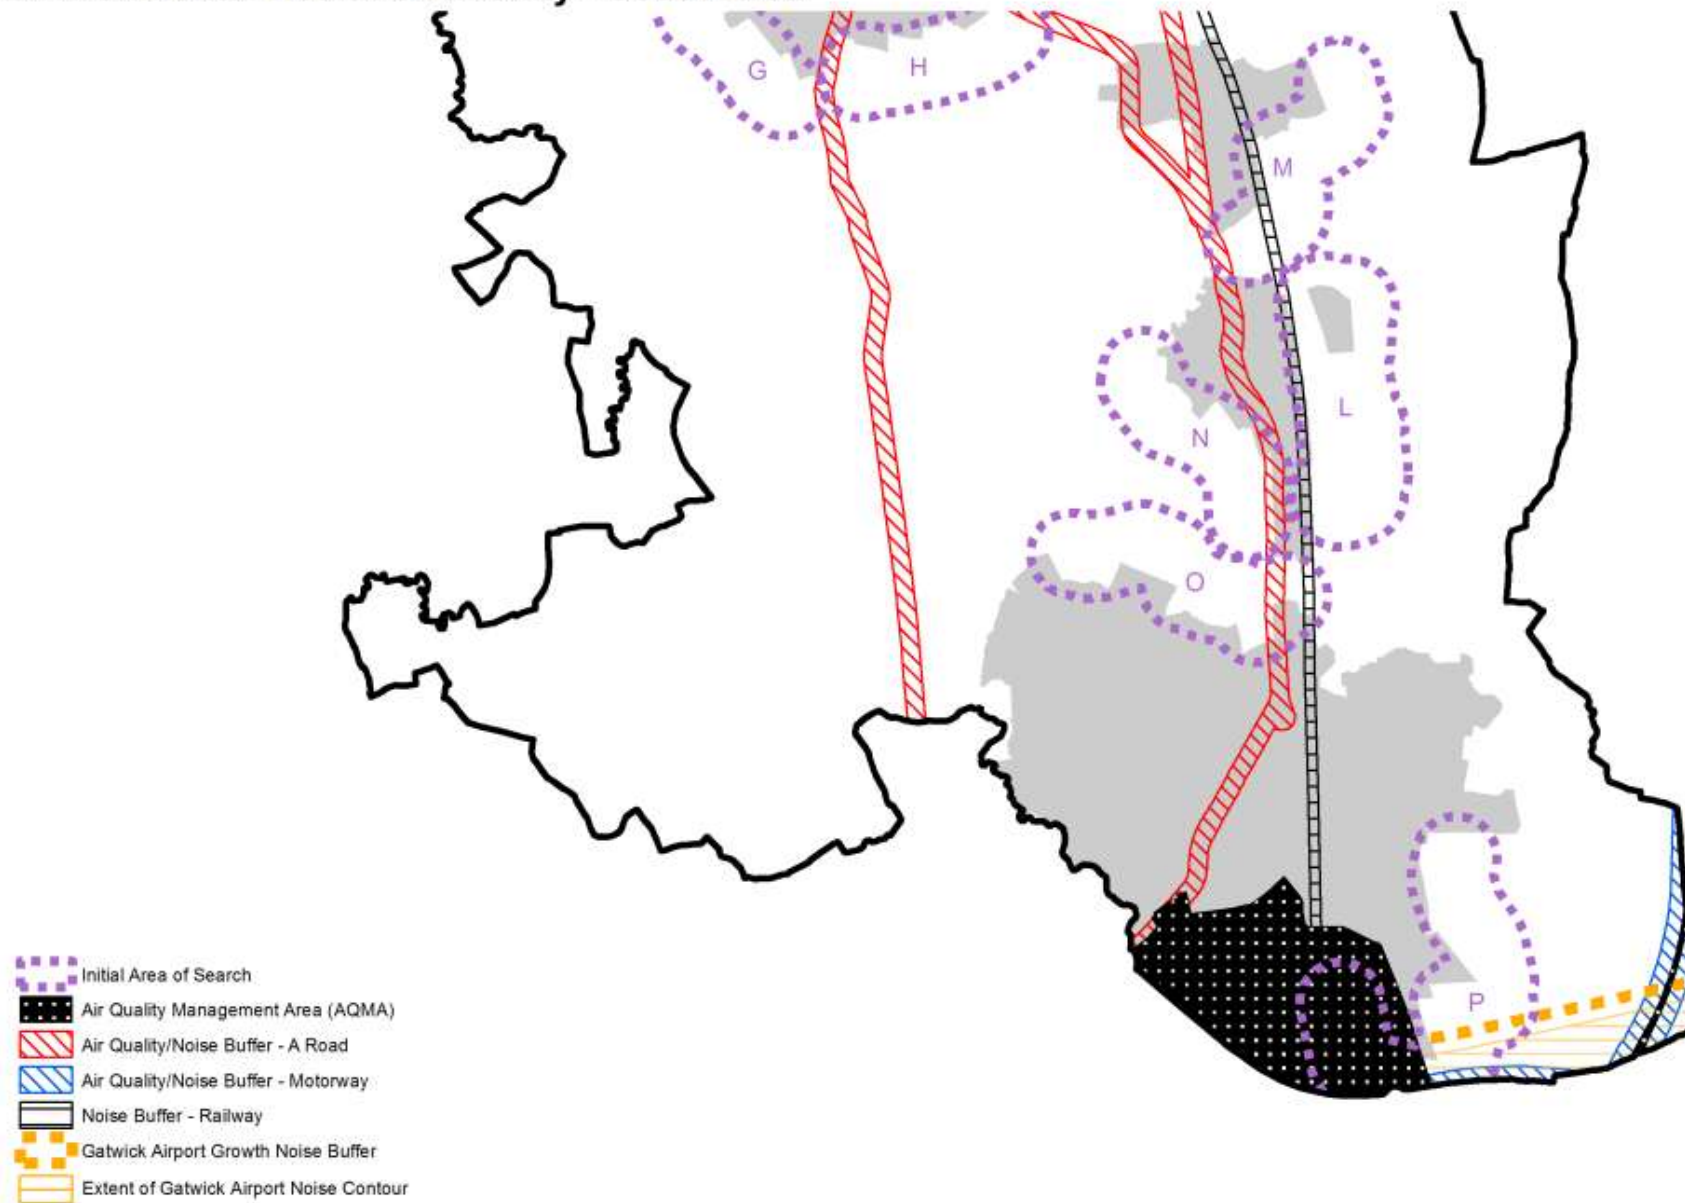 G
H
M
L
N
O
P
Initial Area of Search
Air Quality Management Area (AQMA)
Air Quality/Noise Buffer - A Road
Air Quality/Noise Buffer - Motorway
Noise Buffer - Railway
Gatwick Airport Growth Noise Buffer
Extent of Gatwick Airport Noise Contour